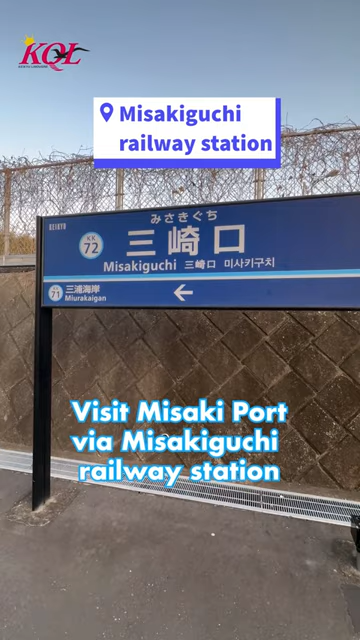 KQL
Misakiguchi
railway station
KEIKYU
みさきぐち
KK
72
三崎口
Misakiguchi 三崎口 미사키구치
71
三浦海岸
Miurakaigan
Visit Misaki Port
via Misakiguchi
railway station